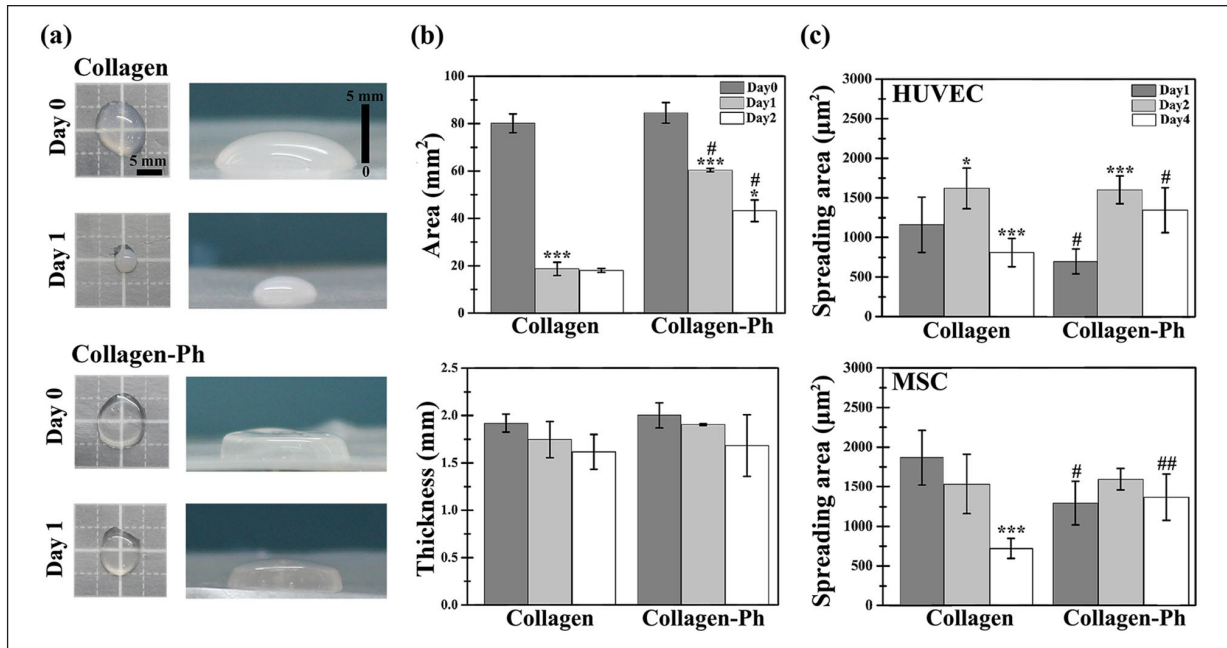 (a)
Collagen
Day 0
5 mm
5 mm
0
Day 1
Collagen-Ph
Day 0
Day 1
(b)
Area (mm²)
100
80
60
40
20
0
Day0
Day1
Day2
***
#
***
#
*
Collagen
Collagen-Ph
Thickness (mm)
2.5
2.0
1.5
1.0
0.5
0.0
Collagen
Collagen-Ph
(c)
Spreading area (µm²)
3000
2500
2000
1500
1000
500
0
HUVEC
Day1
Day2
Day4
*
***
#
***
#
Collagen
Collagen-Ph
Spreading area (µm²)
3000
2500
2000
1500
1000
500
0
MSC
***
#
##
Collagen
Collagen-Ph